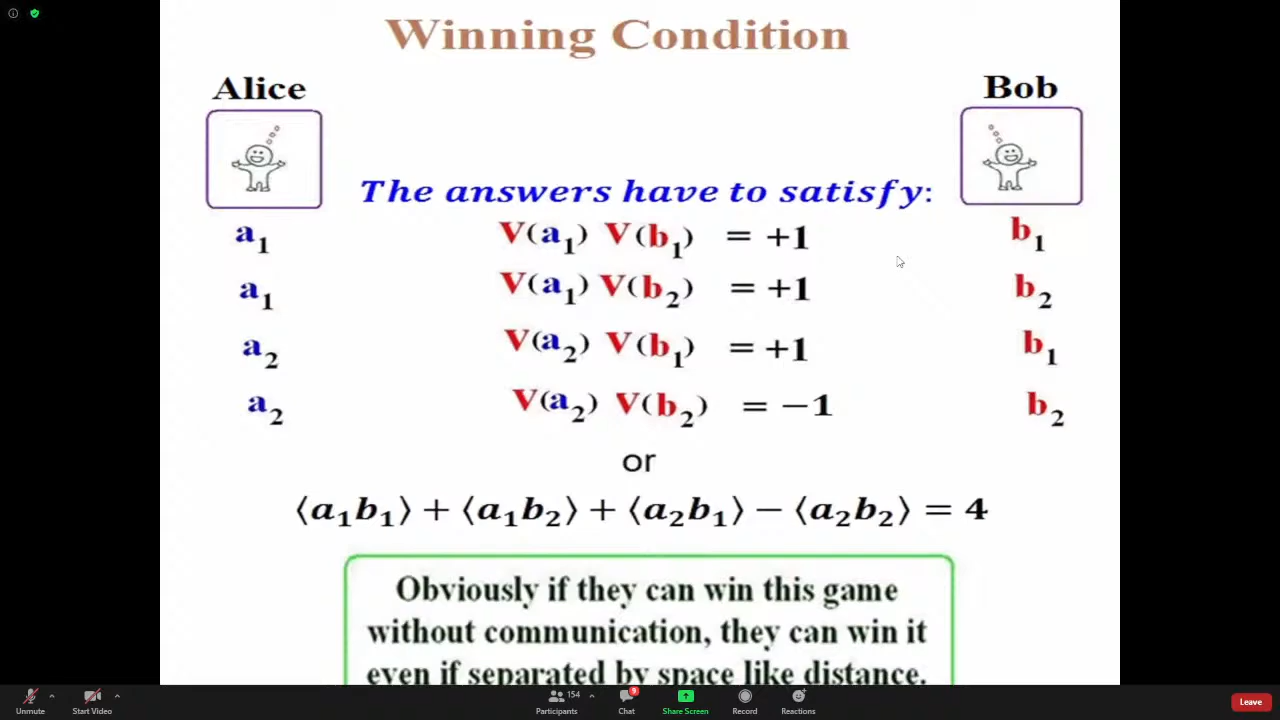 Winning Condition
Alice Bob
The answers have to satisfy:
a₁ V(a₁) V(b₁) = +1 b₁
a₁ V(a₁) V(b₂) = +1 b₂
a₂ V(a₂) V(b₁) = +1 b₁
a₂ V(a₂) V(b₂) = −1 b₂
or
⟨a₁b₁⟩ + ⟨a₁b₂⟩ + ⟨a₂b₁⟩ − ⟨a₂b₂⟩ = 4
Obviously if they can win this game
without communication, they can win it
even if separated by space like distance.
Unmute Start Video Participants 154 Chat 9 Share Screen Record Reactions Leave